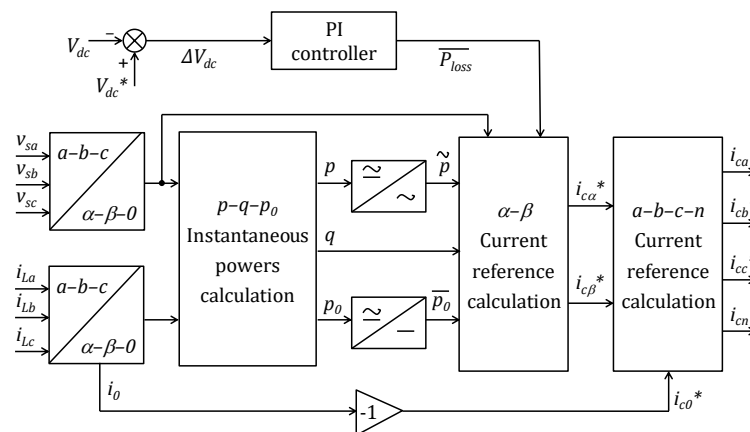 V_dc
−
+
V_dc*
ΔV_dc
PI
controller
P_loss
v_sa
v_sb
v_sc
a−b−c
α−β−0
i_La
i_Lb
i_Lc
a−b−c
α−β−0
p−q−p_0
Instantaneous
powers
calculation
p
≃
~
p̃
q
p_0
≃
—
p̅_0
α−β
Current
reference
calculation
i_cα*
i_cβ*
a−b−c−n
Current
reference
calculation
i_ca
i_cb
i_cc
i_cn
i_0
-1
i_c0*